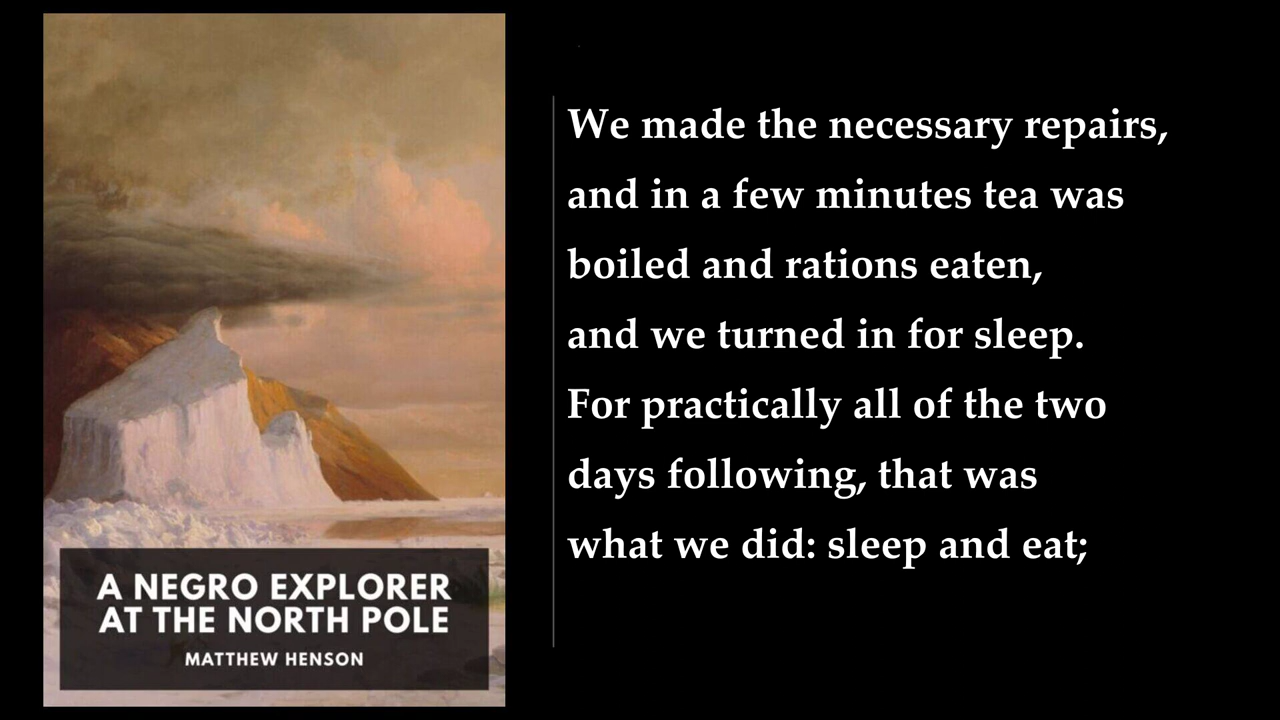 We made the necessary repairs,
and in a few minutes tea was
boiled and rations eaten,
and we turned in for sleep.
For practically all of the two
days following, that was
what we did: sleep and eat;
A NEGRO EXPLORER
AT THE NORTH POLE
MATTHEW HENSON